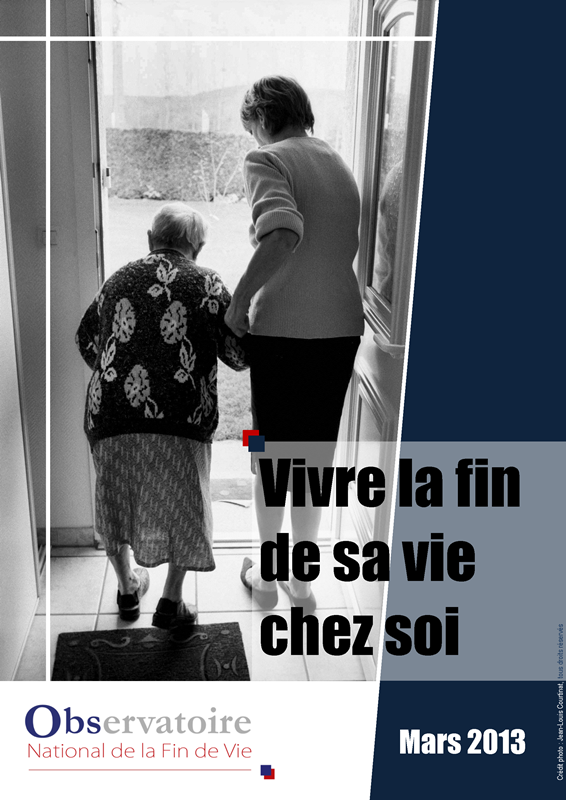 Vivre la fin
de sa vie
chez soi
Crédit photo : Jean-Louis Courtinat, tous droits réservés
Observatoire
National de la Fin de Vie
Mars 2013